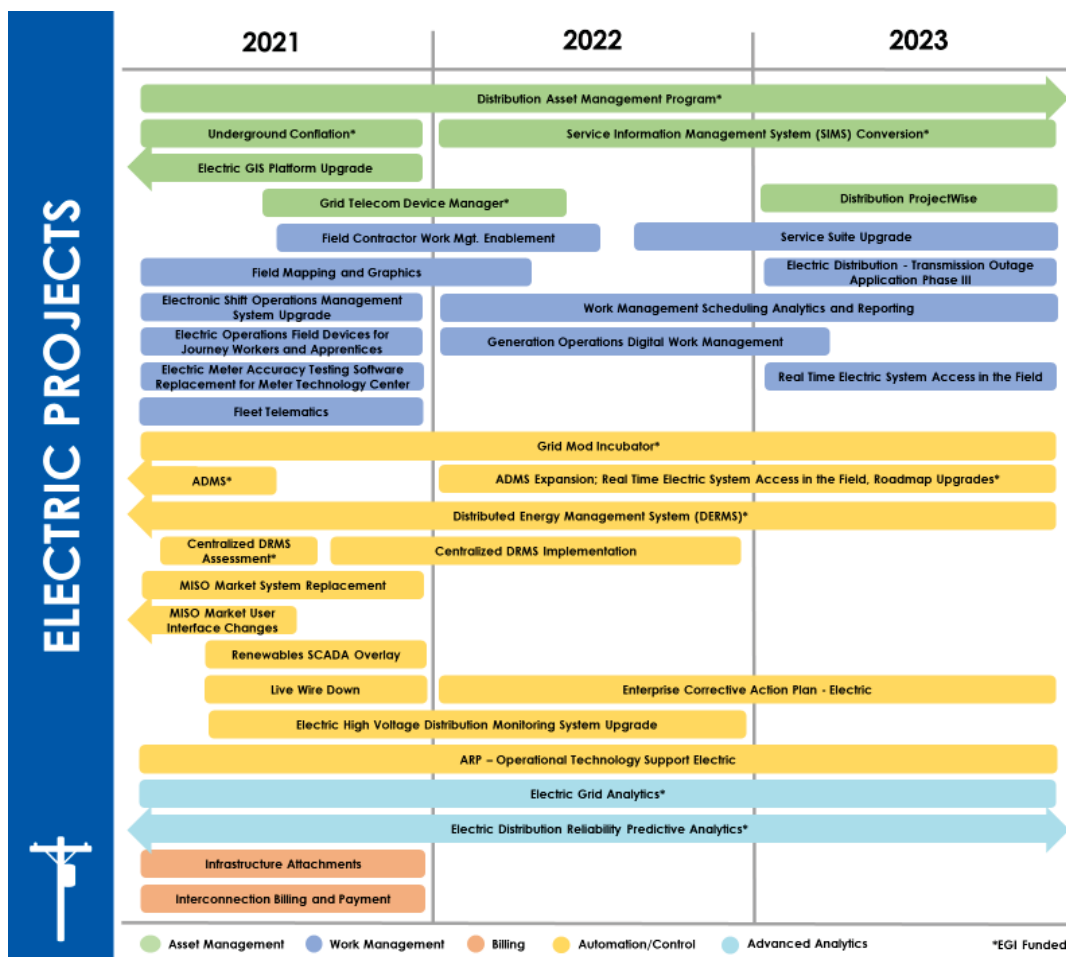 ELECTRIC PROJECTS
2021
2022
2023
Distribution Asset Management Program*
Underground Conflation*
Service Information Management System (SIMS) Conversion*
Electric GIS Platform Upgrade
Grid Telecom Device Manager*
Distribution ProjectWise
Field Contractor Work Mgt. Enablement
Service Suite Upgrade
Field Mapping and Graphics
Electric Distribution - Transmission Outage
Application Phase III
Electronic Shift Operations Management
System Upgrade
Work Management Scheduling Analytics and Reporting
Electric Operations Field Devices for
Journey Workers and Apprentices
Generation Operations Digital Work Management
Electric Meter Accuracy Testing Software
Replacement for Meter Technology Center
Real Time Electric System Access in the Field
Fleet Telematics
Grid Mod Incubator*
ADMS*
ADMS Expansion; Real Time Electric System Access in the Field, Roadmap Upgrades*
Distributed Energy Management System (DERMS)*
Centralized DRMS
Assessment*
Centralized DRMS Implementation
MISO Market System Replacement
MISO Market User
Interface Changes
Renewables SCADA Overlay
Live Wire Down
Enterprise Corrective Action Plan - Electric
Electric High Voltage Distribution Monitoring System Upgrade
ARP – Operational Technology Support Electric
Electric Grid Analytics*
Electric Distribution Reliability Predictive Analytics*
Infrastructure Attachments
Interconnection Billing and Payment
Asset Management
Work Management
Billing
Automation/Control
Advanced Analytics
*EGI Funded